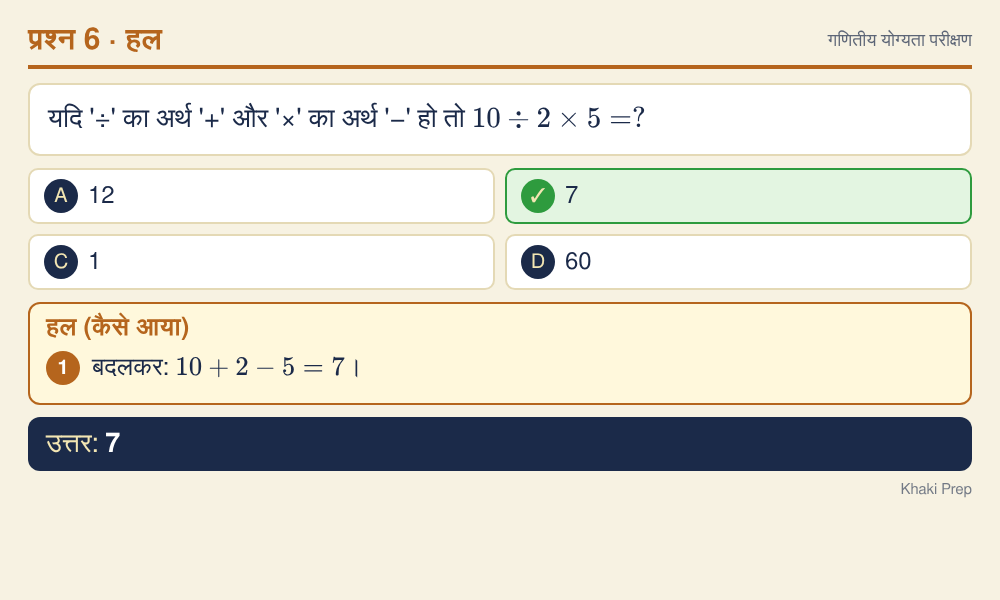 प्रश्न 6 · हल
गणितीय योग्यता परीक्षण
यदि '÷' का अर्थ '+' और '×' का अर्थ '−' हो तो 10 ÷ 2 × 5 =?
A 12
✓ 7
C 1
D 60
हल (कैसे आया)
1 बदलकर: 10 + 2 − 5 = 7।
उत्तर: 7
Khaki Prep